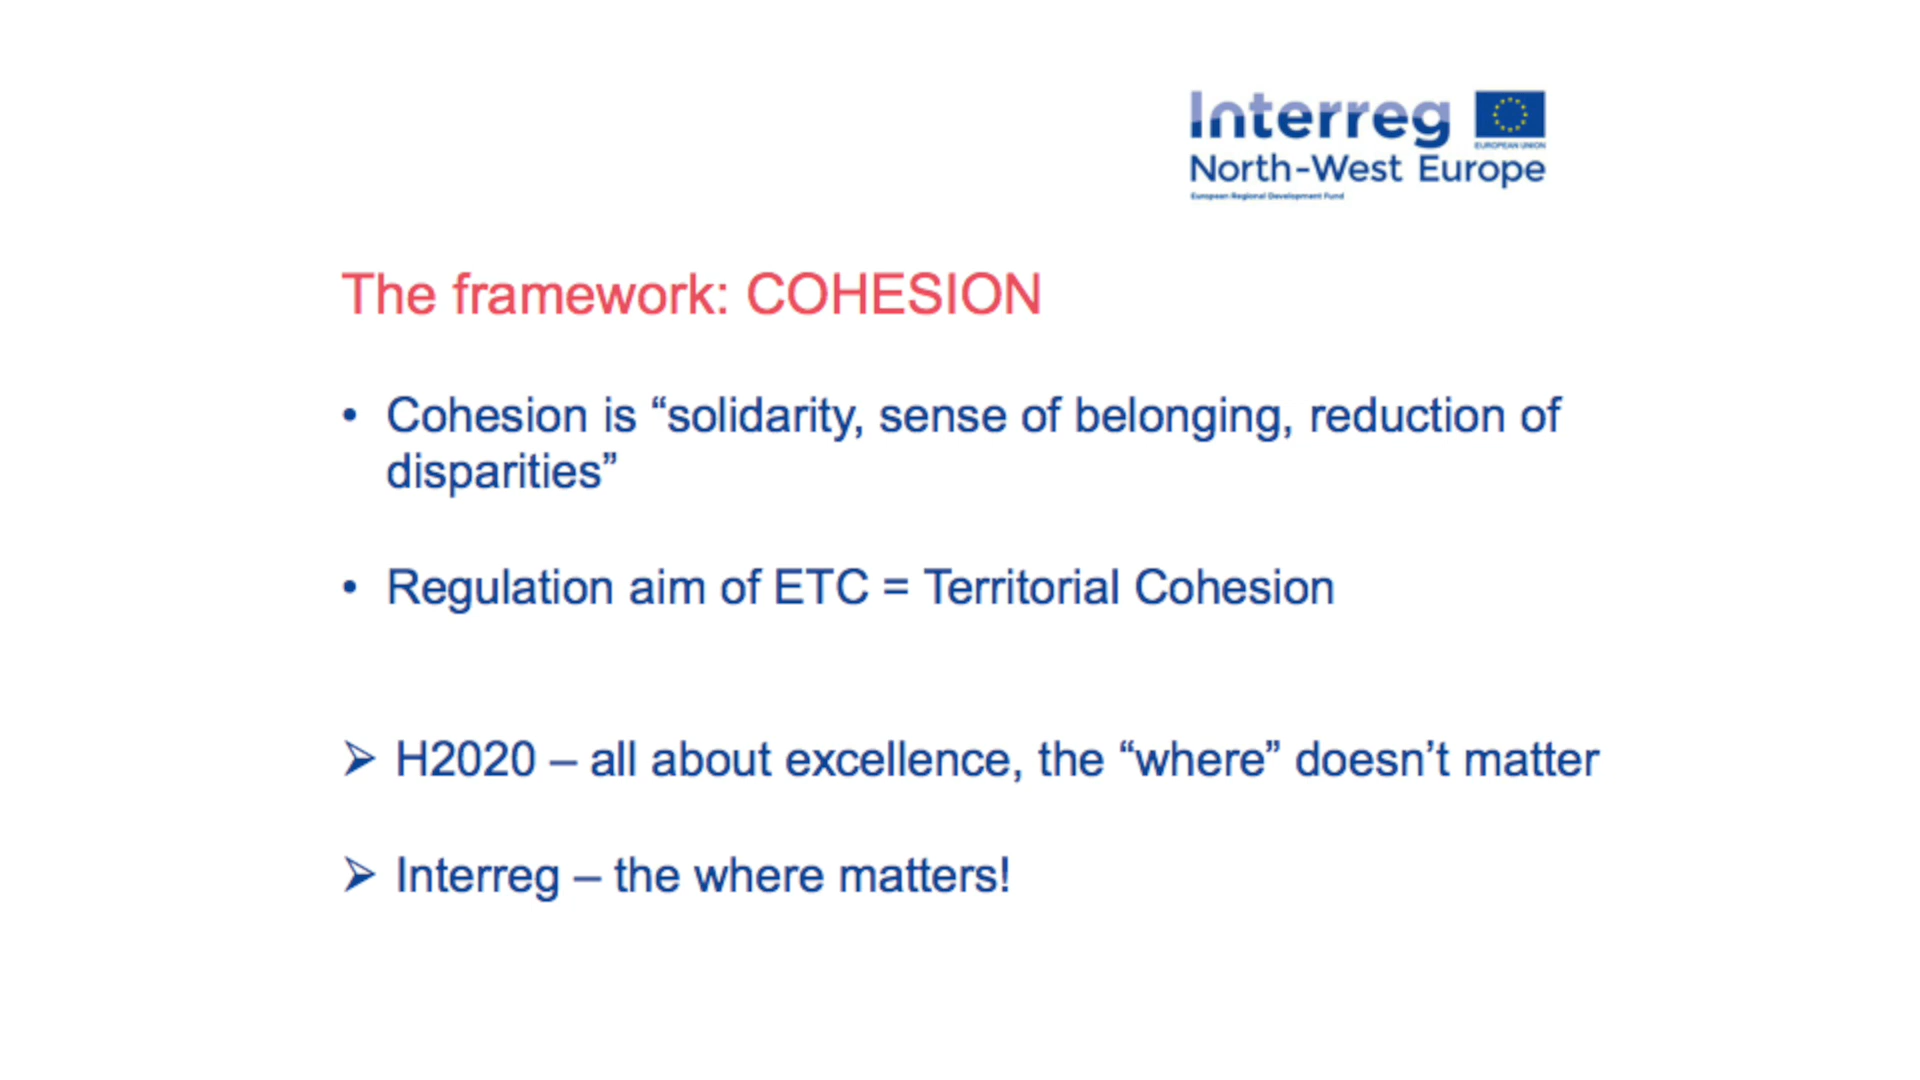 Interreg
EUROPEAN UNION
North-West Europe
European Regional Development Fund
The framework: COHESION
• Cohesion is “solidarity, sense of belonging, reduction of
disparities”
• Regulation aim of ETC = Territorial Cohesion
➢ H2020 – all about excellence, the “where” doesn’t matter
➢ Interreg – the where matters!